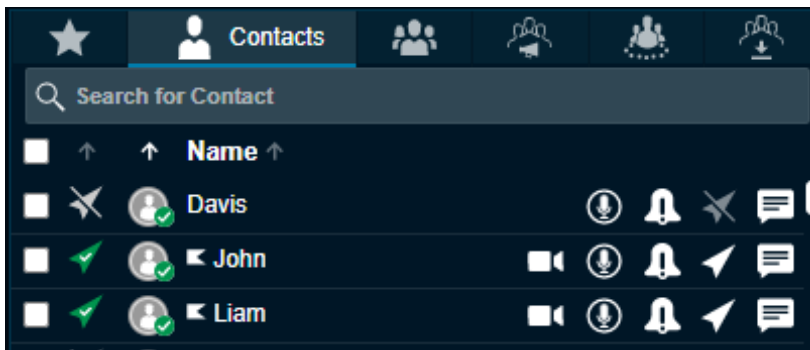 Contacts
Search for Contact
Name
Davis
John
Liam